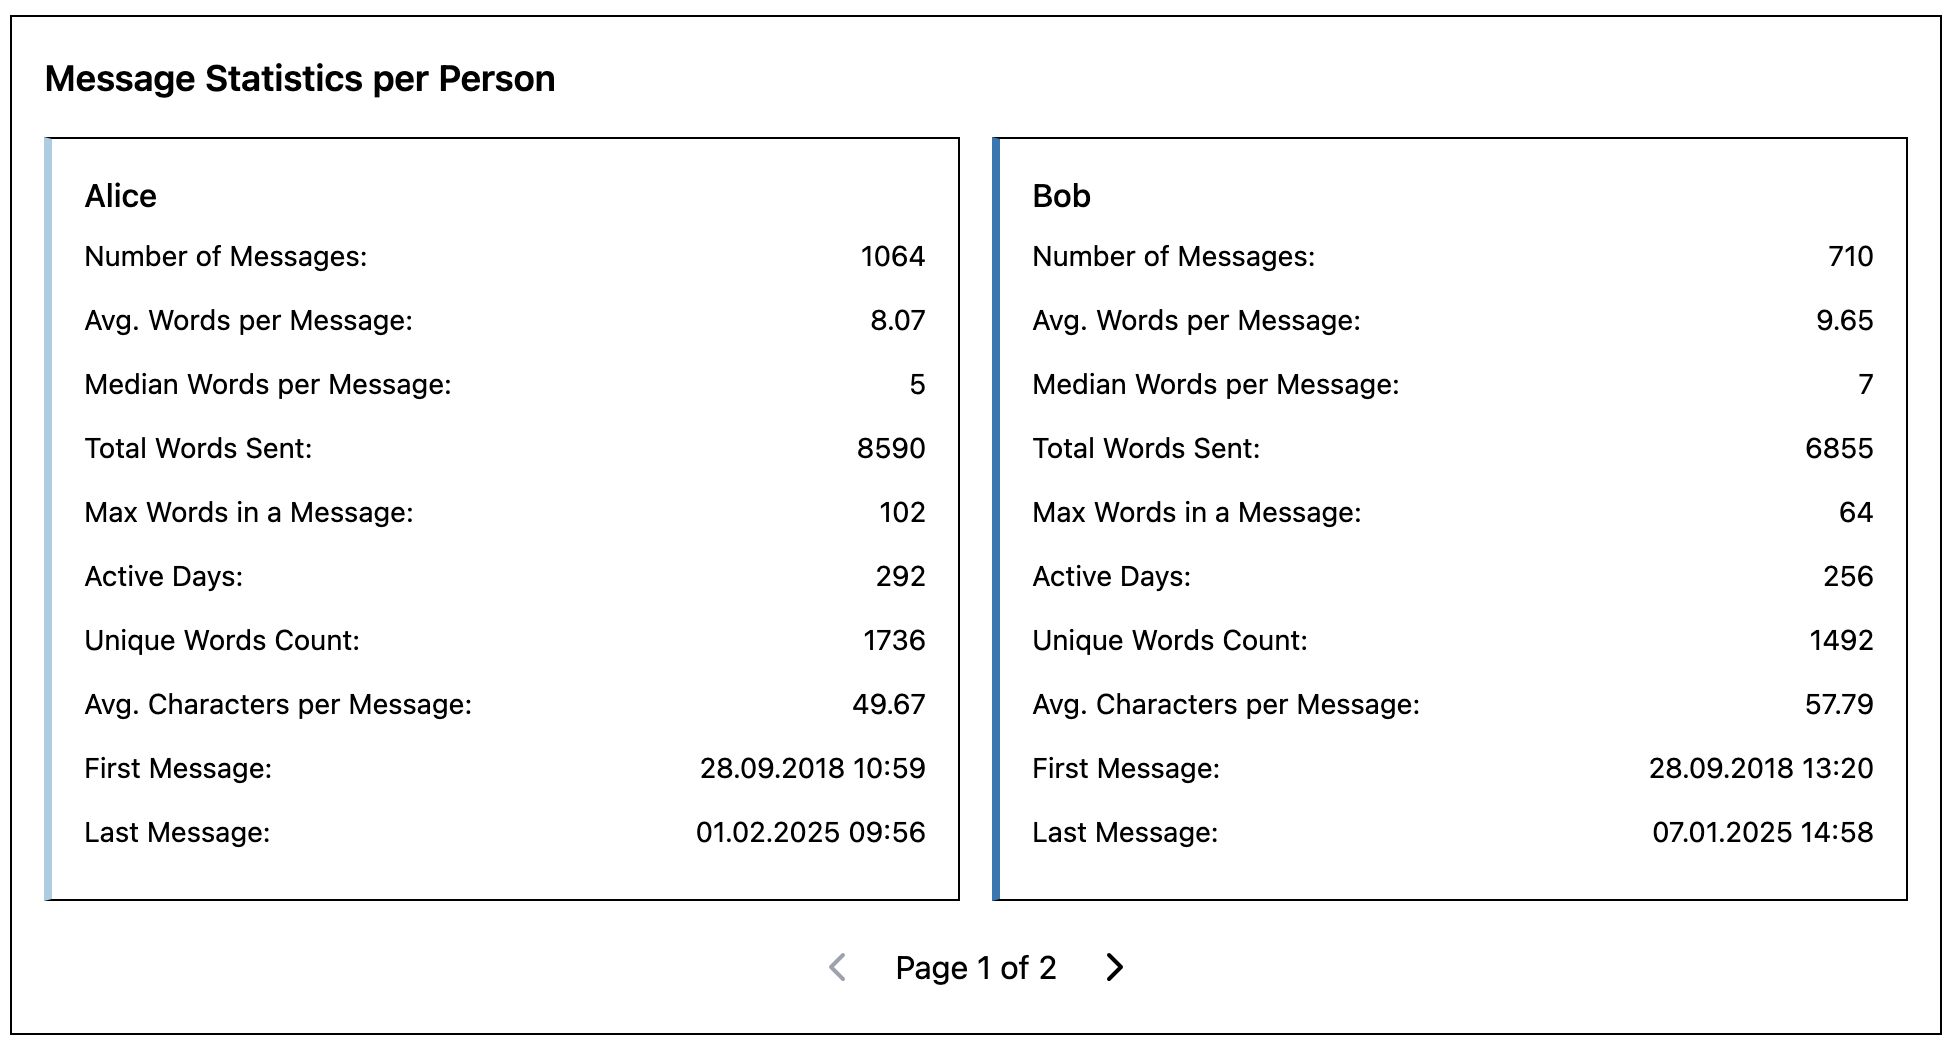 Message Statistics per Person
Alice
Number of Messages: 1064
Avg. Words per Message: 8.07
Median Words per Message: 5
Total Words Sent: 8590
Max Words in a Message: 102
Active Days: 292
Unique Words Count: 1736
Avg. Characters per Message: 49.67
First Message: 28.09.2018 10:59
Last Message: 01.02.2025 09:56
Bob
Number of Messages: 710
Avg. Words per Message: 9.65
Median Words per Message: 7
Total Words Sent: 6855
Max Words in a Message: 64
Active Days: 256
Unique Words Count: 1492
Avg. Characters per Message: 57.79
First Message: 28.09.2018 13:20
Last Message: 07.01.2025 14:58
Page 1 of 2